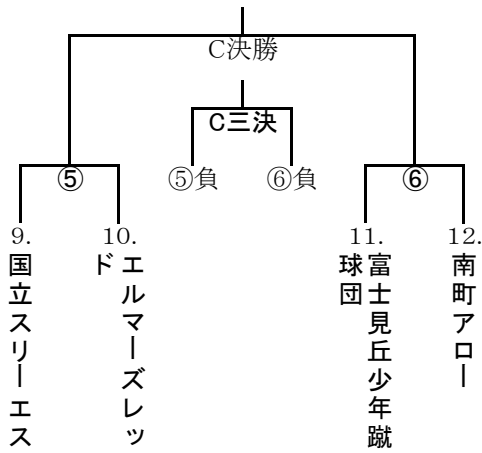 C決勝
C三決
⑤
⑤負
⑥負
⑥
9.
国立スリーエス
10.
エルマーズレッ
ド
11.
富士見丘少年蹴
球団
12.
南町アロー